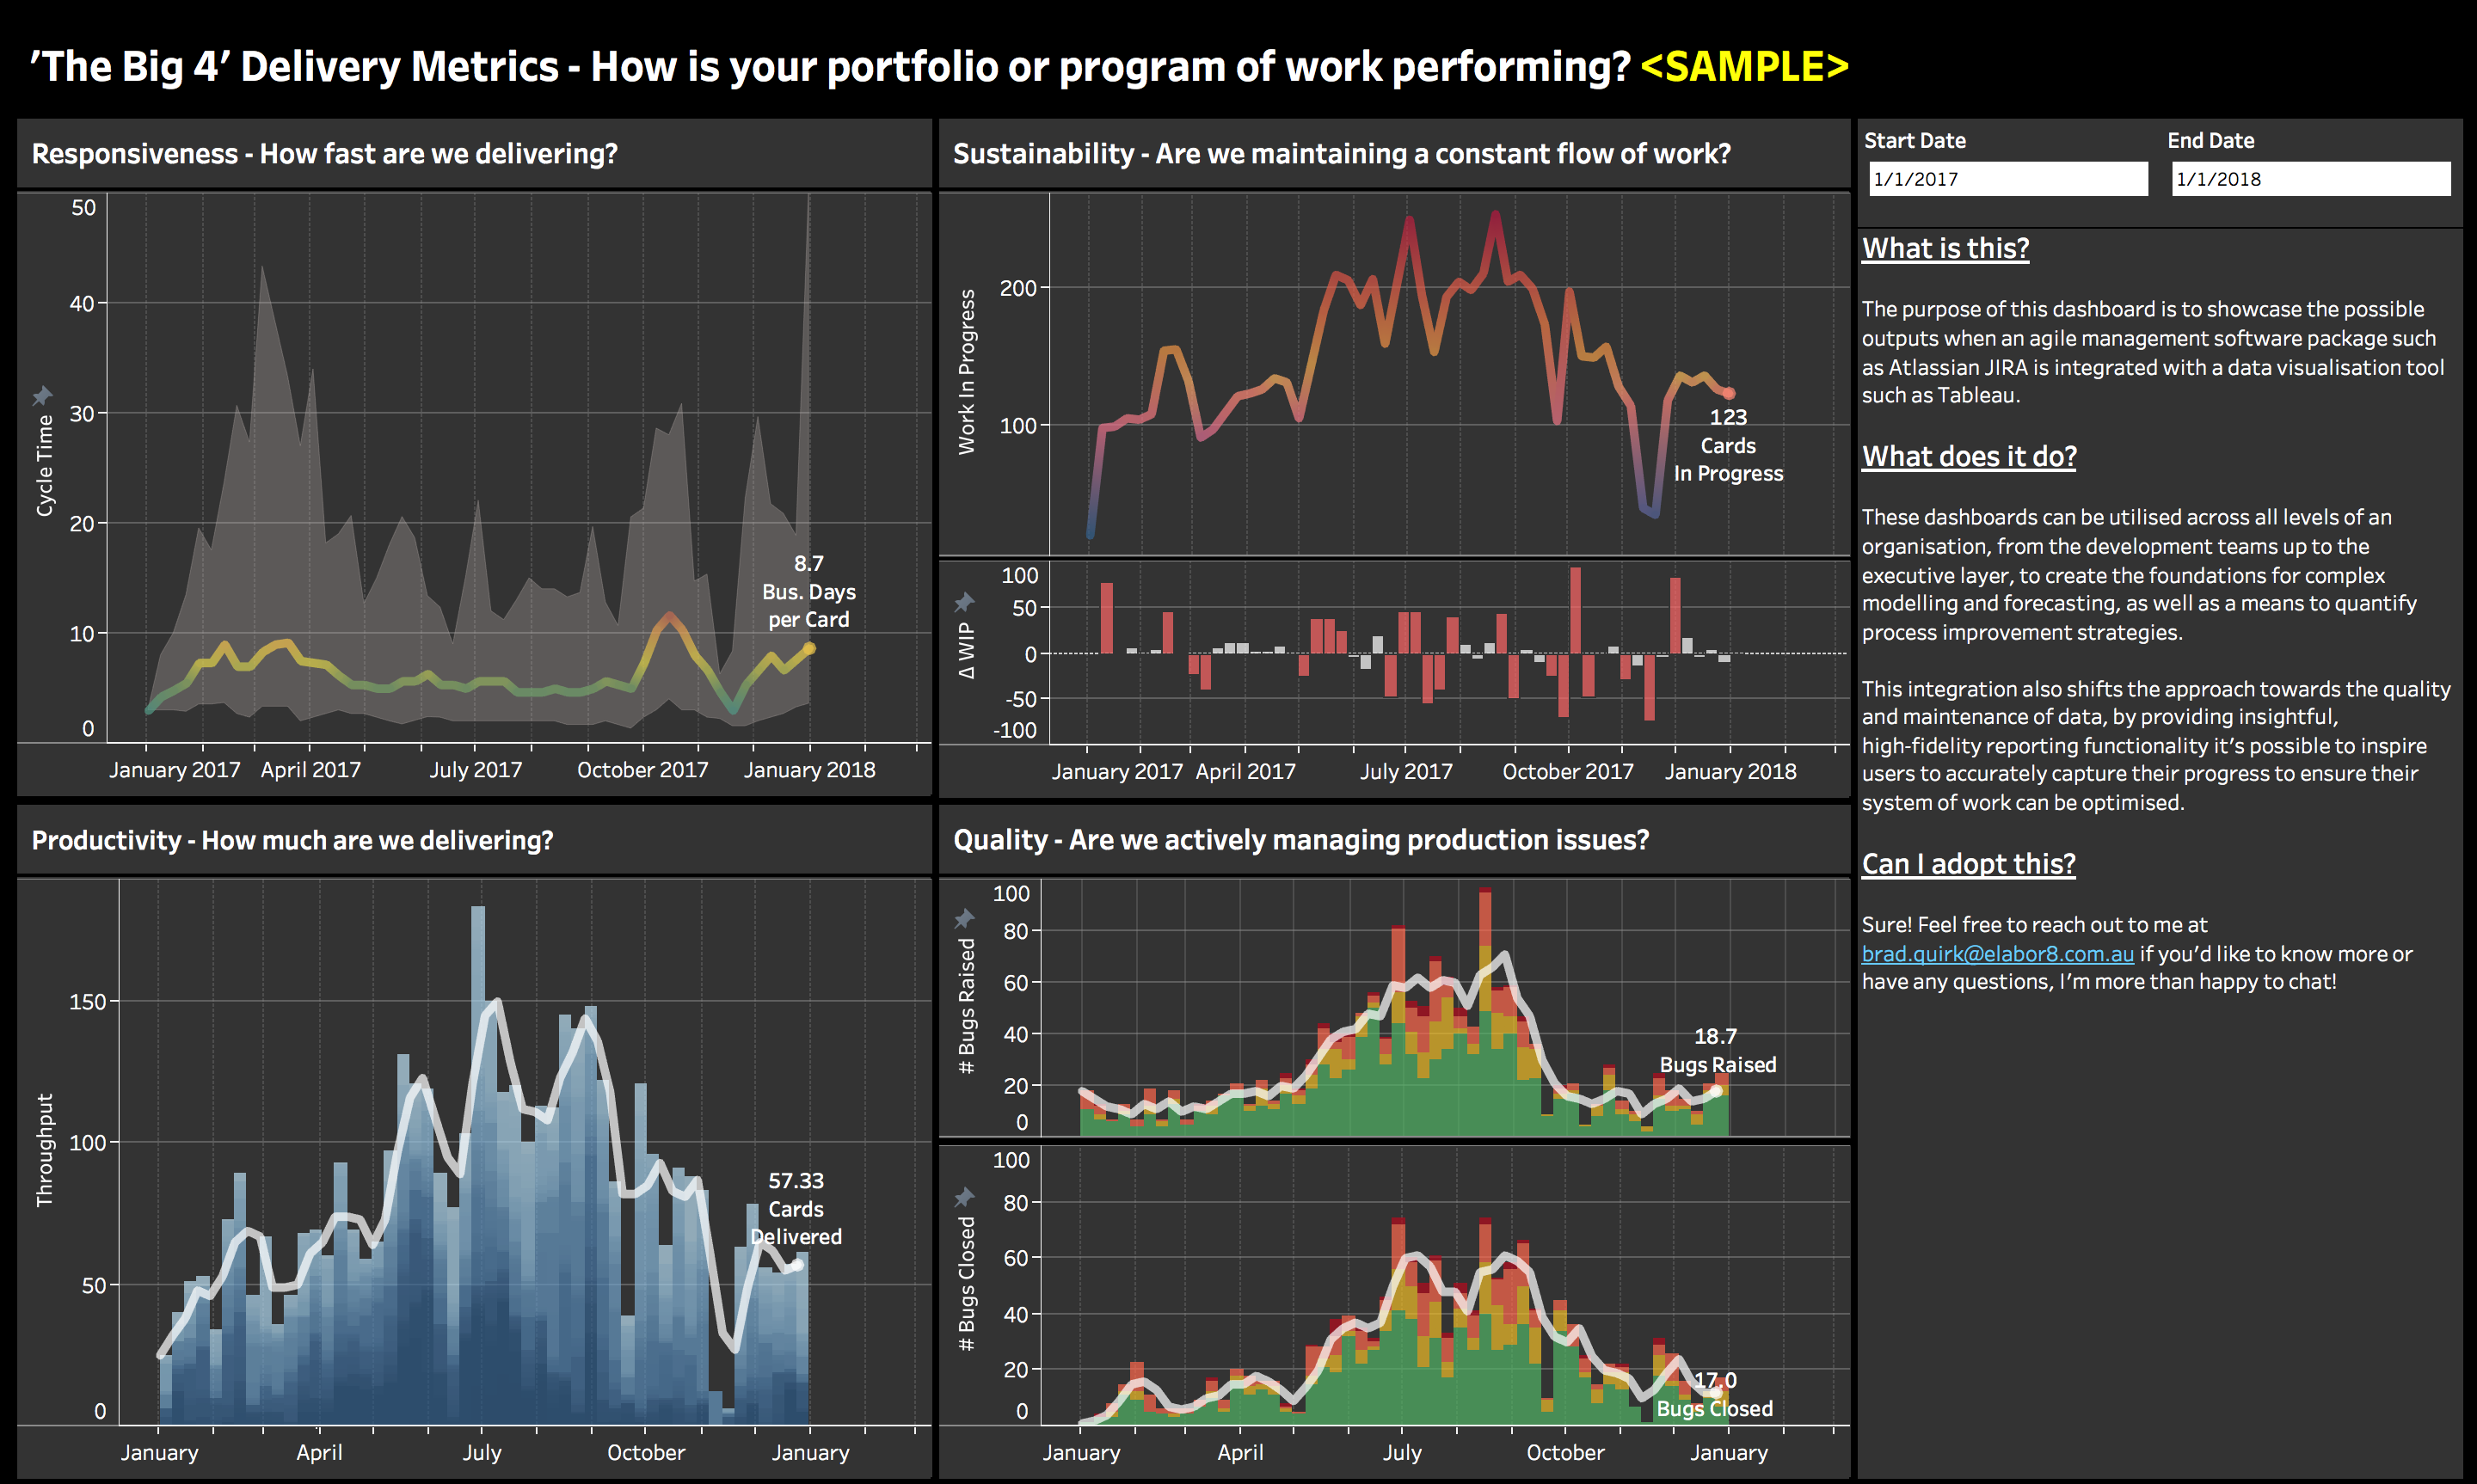 ’The Big 4’ Delivery Metrics - How is your portfolio or program of work performing? <SAMPLE>
Responsiveness - How fast are we delivering?
50
40
30
20
10
0
Cycle Time
8.7
Bus. Days
per Card
January 2017 April 2017 July 2017 October 2017 January 2018
Sustainability - Are we maintaining a constant flow of work?
200
100
Work In Progress
123
Cards
In Progress
100
50
0
-50
-100
Δ WIP
January 2017 April 2017 July 2017 October 2017 January 2018
Productivity - How much are we delivering?
150
100
50
0
Throughput
57.33
Cards
Delivered
January April July October January
Quality - Are we actively managing production issues?
100
80
60
40
20
0
# Bugs Raised
18.7
Bugs Raised
100
80
60
40
20
0
# Bugs Closed
17.0
Bugs Closed
January April July October January
Start Date End Date
1/1/2017 1/1/2018
What is this?
The purpose of this dashboard is to showcase the possible
outputs when an agile management software package such
as Atlassian JIRA is integrated with a data visualisation tool
such as Tableau.
What does it do?
These dashboards can be utilised across all levels of an
organisation, from the development teams up to the
executive layer, to create the foundations for complex
modelling and forecasting, as well as a means to quantify
process improvement strategies.
This integration also shifts the approach towards the quality
and maintenance of data, by providing insightful,
high-fidelity reporting functionality it’s possible to inspire
users to accurately capture their progress to ensure their
system of work can be optimised.
Can I adopt this?
Sure! Feel free to reach out to me at
brad.quirk@elabor8.com.au if you’d like to know more or
have any questions, I’m more than happy to chat!